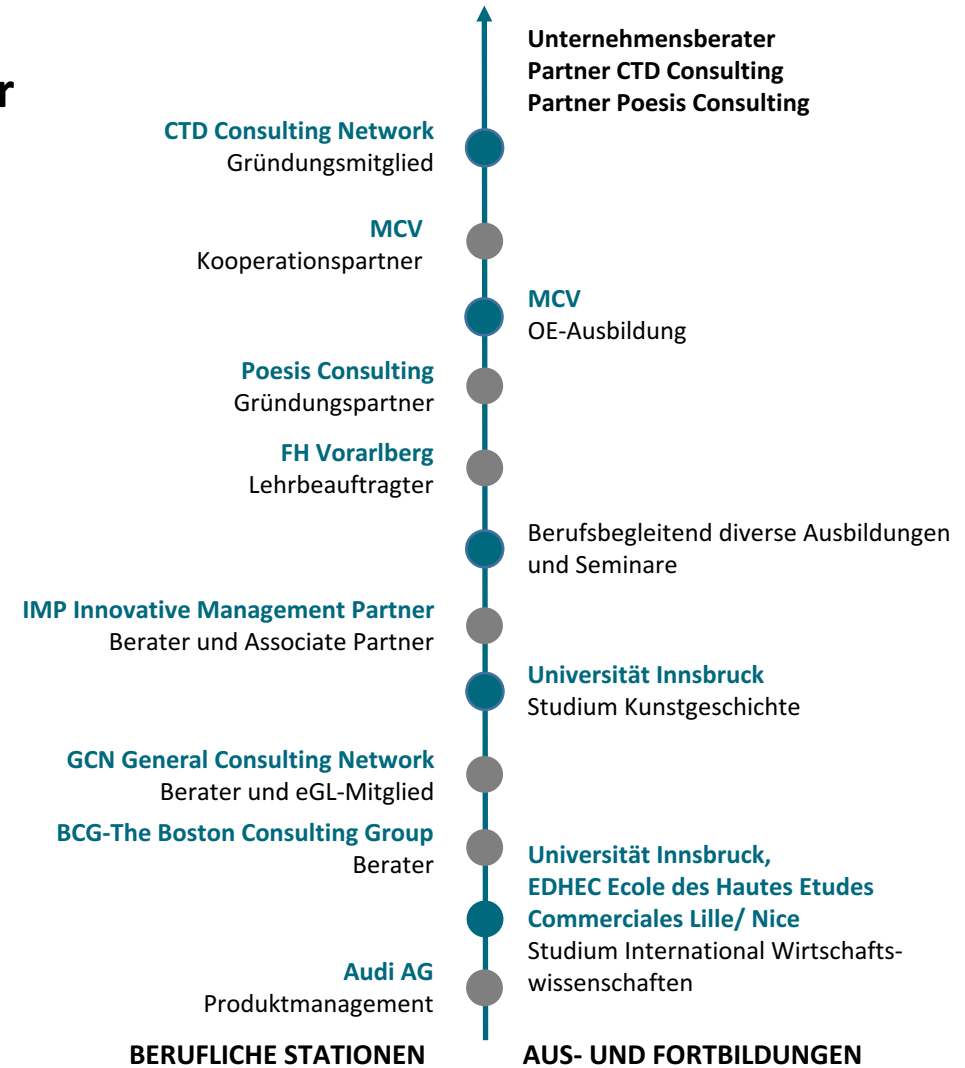 r
Unternehmensberater
Partner CTD Consulting
Partner Poesis Consulting
CTD Consulting Network
Gründungsmitglied
MCV
Kooperationspartner
MCV
OE-Ausbildung
Poesis Consulting
Gründungspartner
FH Vorarlberg
Lehrbeauftragter
Berufsbegleitend diverse Ausbildungen
und Seminare
IMP Innovative Management Partner
Berater und Associate Partner
Universität Innsbruck
Studium Kunstgeschichte
GCN General Consulting Network
Berater und eGL-Mitglied
BCG-The Boston Consulting Group
Berater
Universität Innsbruck,
EDHEC Ecole des Hautes Etudes
Commerciales Lille/ Nice
Studium International Wirtschafts-
wissenschaften
Audi AG
Produktmanagement
BERUFLICHE STATIONEN
AUS- UND FORTBILDUNGEN